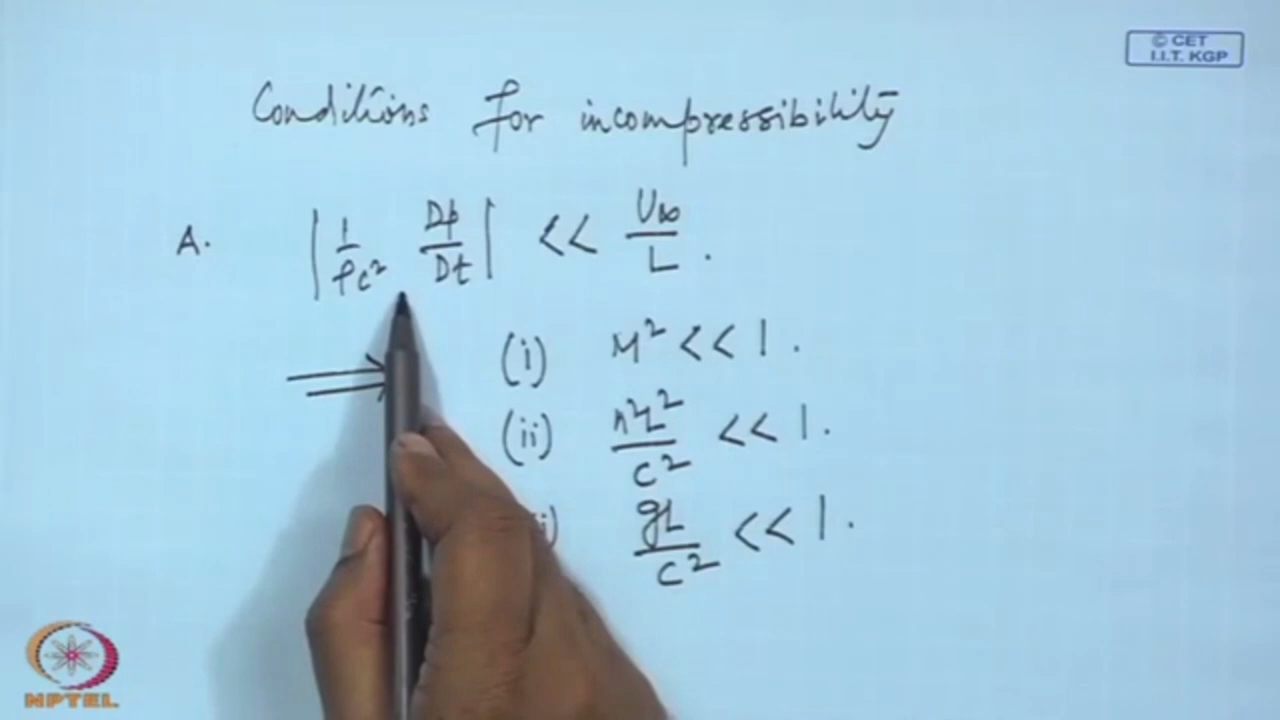 © CET
I.I.T. KGP
Conditions for incompressibility
A. | 1/ρc² Dp/Dt | << U∞/L .
(i) M² << 1 .
(ii) n²L²/c² << 1 .
i) gL/c² << 1 .
NPTEL